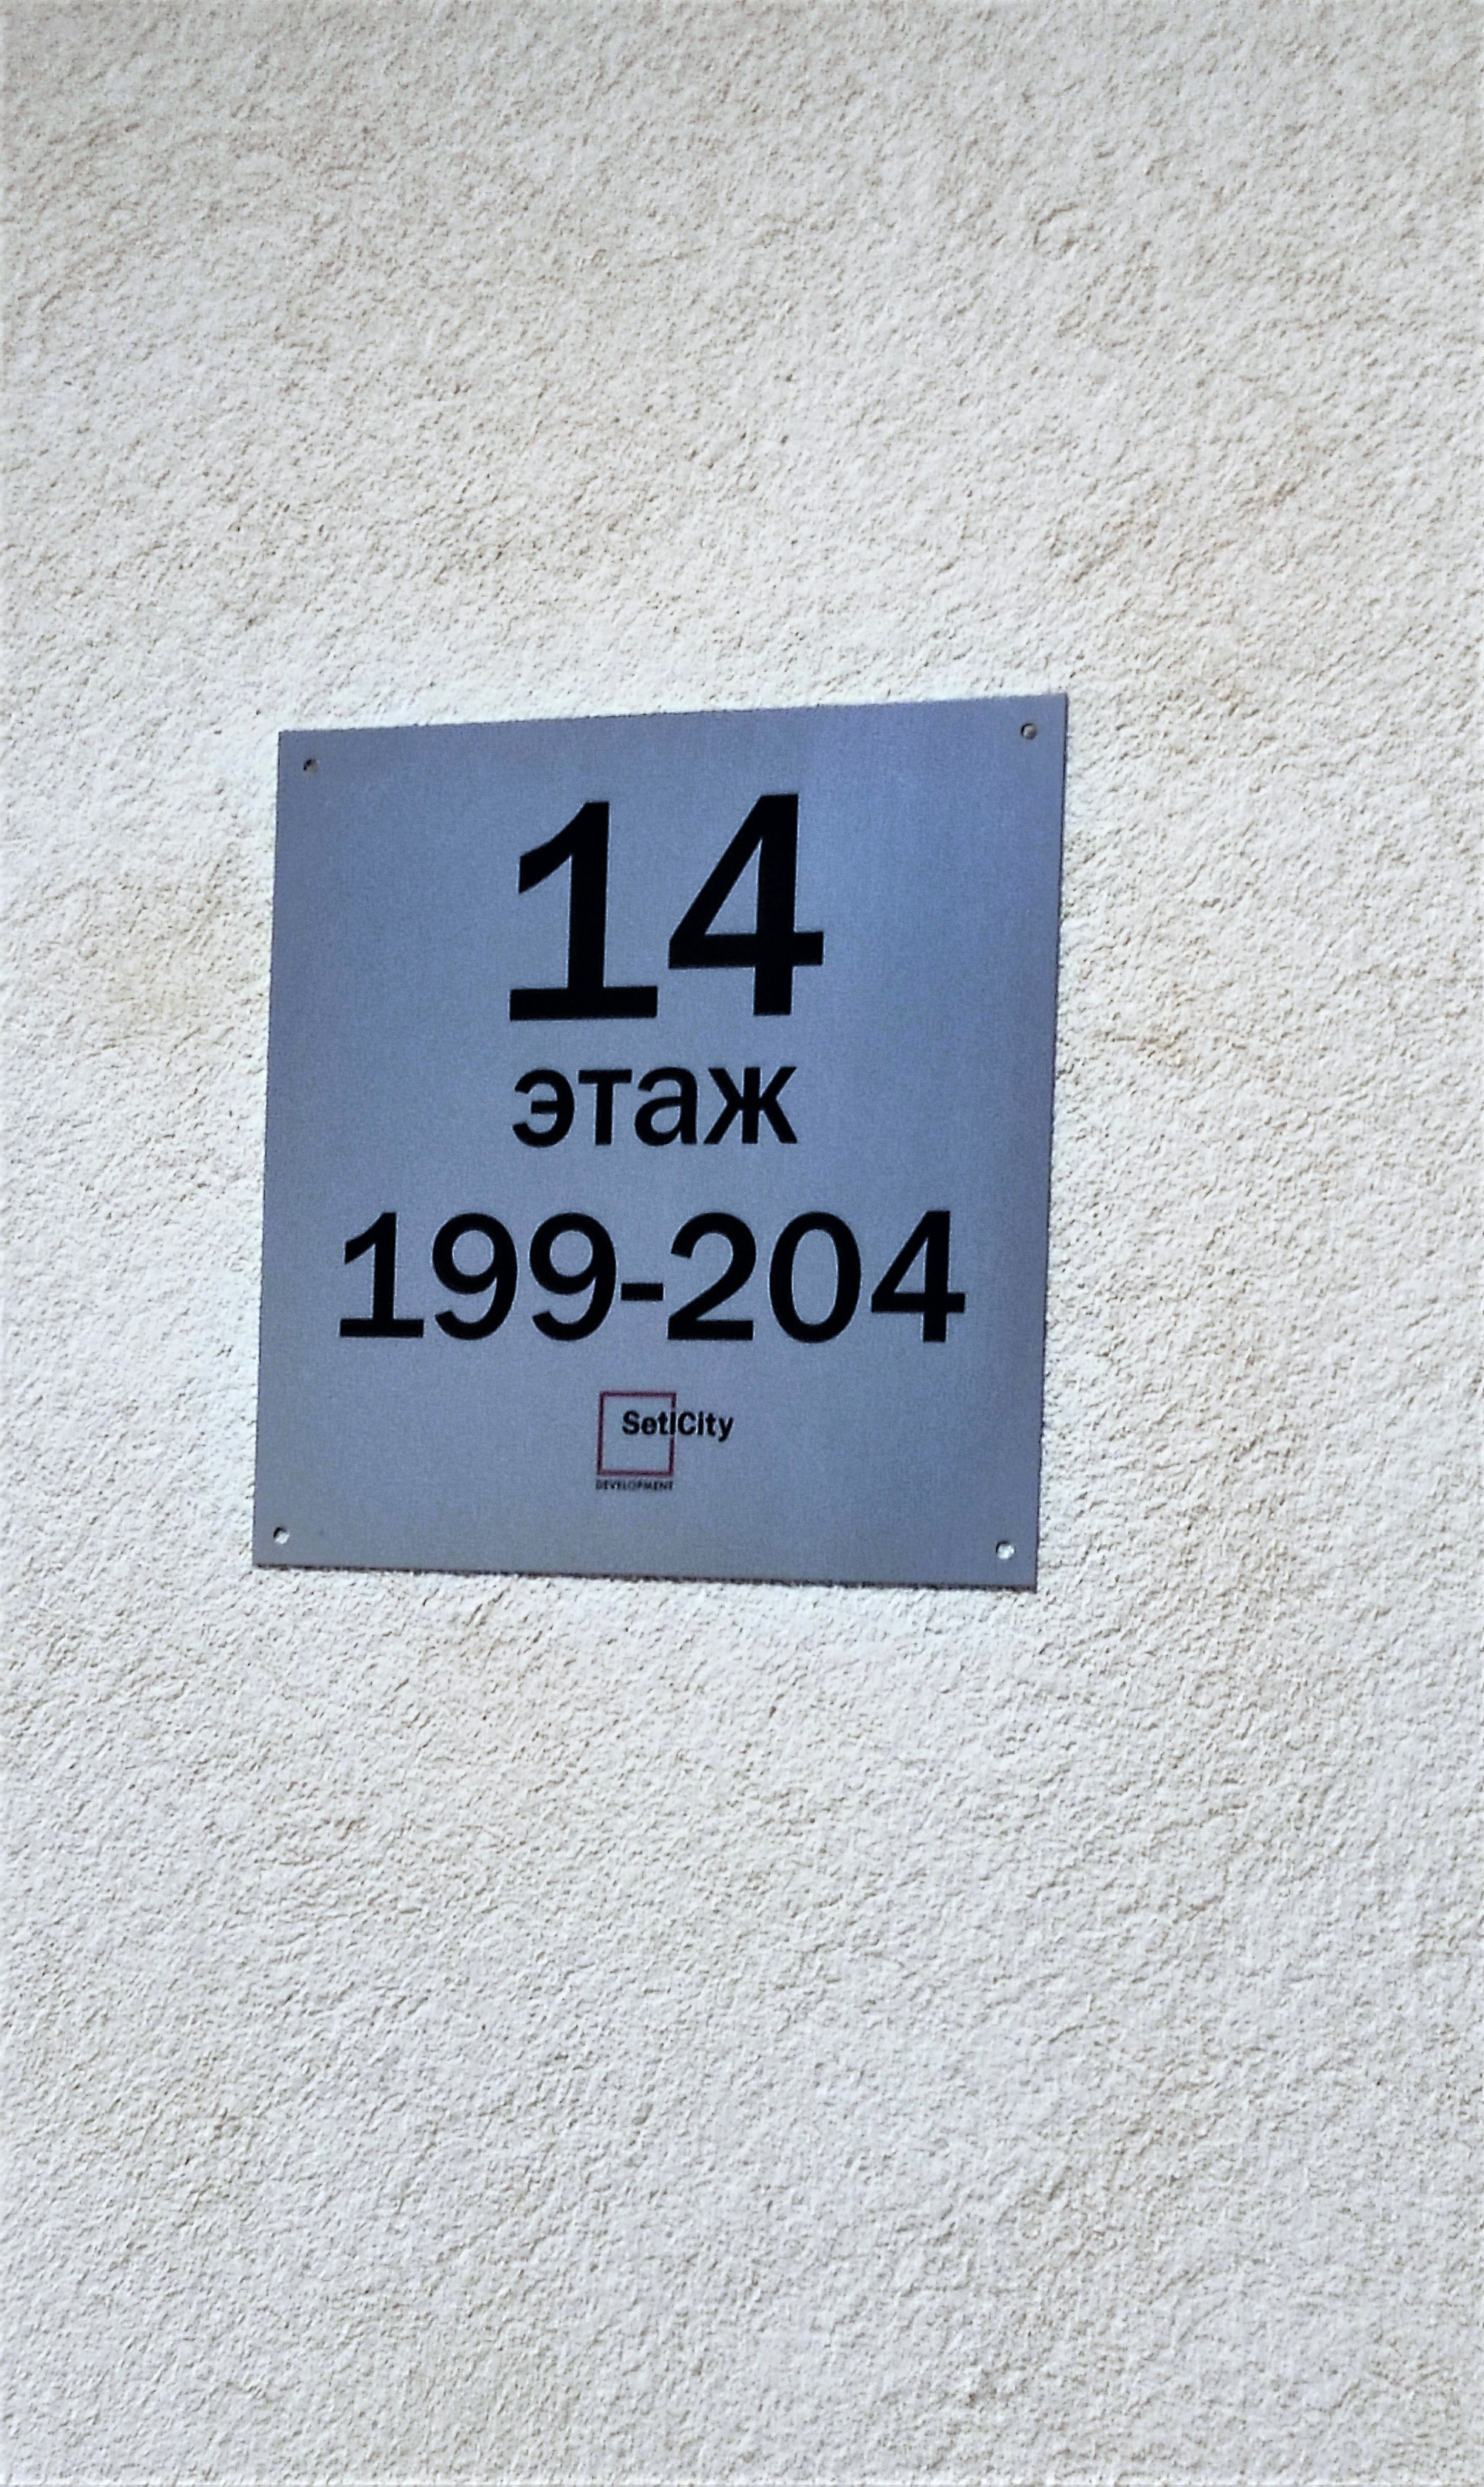 14
этаж
199-204
SetlCity
DEVELOPMENT